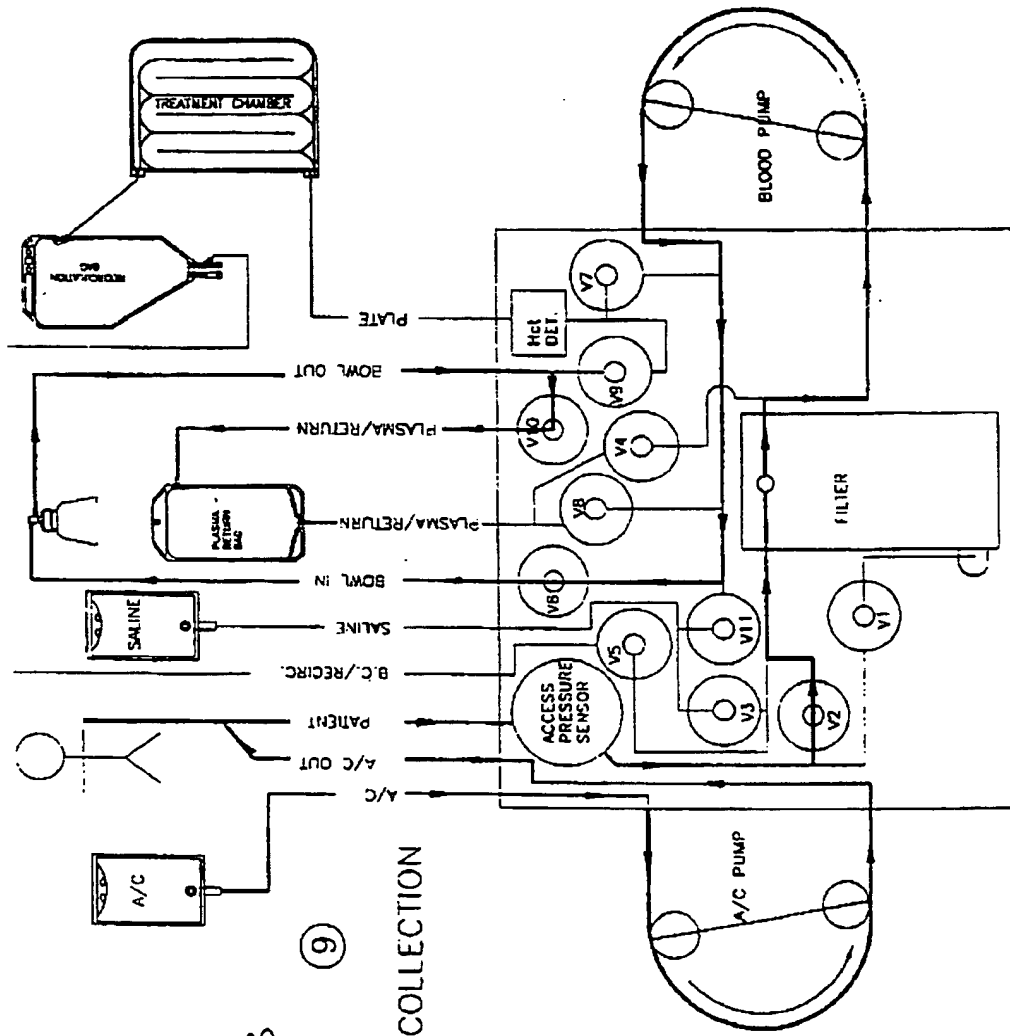 TREATMENT CHAMBER
RECIRCULATION
BAG
PLASMA
RETURN
BAG
SALINE
A/C
PLATE
BOWL OUT
PLASMA/RETURN
PLASMA/RETURN
BOWL IN
SALINE
B.C./RECIRC.
PATIENT
A/C OUT
A/C
9
COLLECTION
Hct
DET.
V7
V9
V10
V4
V8
V6
V5
V11
V3
V2
V1
ACCESS
PRESSURE
SENSOR
FILTER
BLOOD PUMP
A/C PUMP